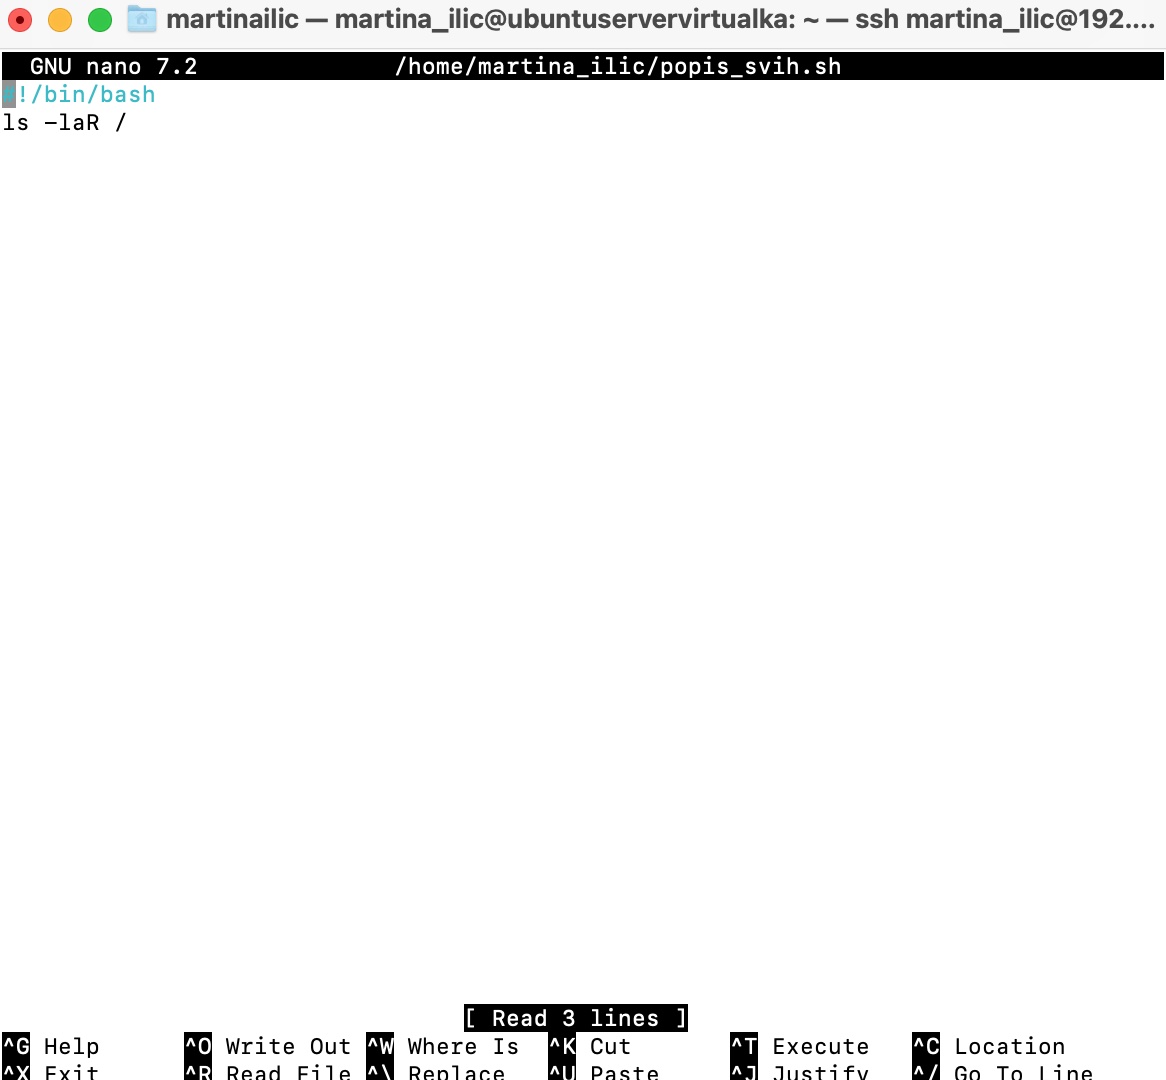 martinailic — martina_ilic@ubuntuservervirtualka: ~ — ssh martina_ilic@192....
GNU nano 7.2 /home/martina_ilic/popis_svih.sh
#!/bin/bash
ls -laR /
[ Read 3 lines ]
^G Help ^O Write Out ^W Where Is ^K Cut ^T Execute ^C Location
^X Exit ^R Read File ^\ Replace ^U Paste ^J Justify ^/ Go To Line